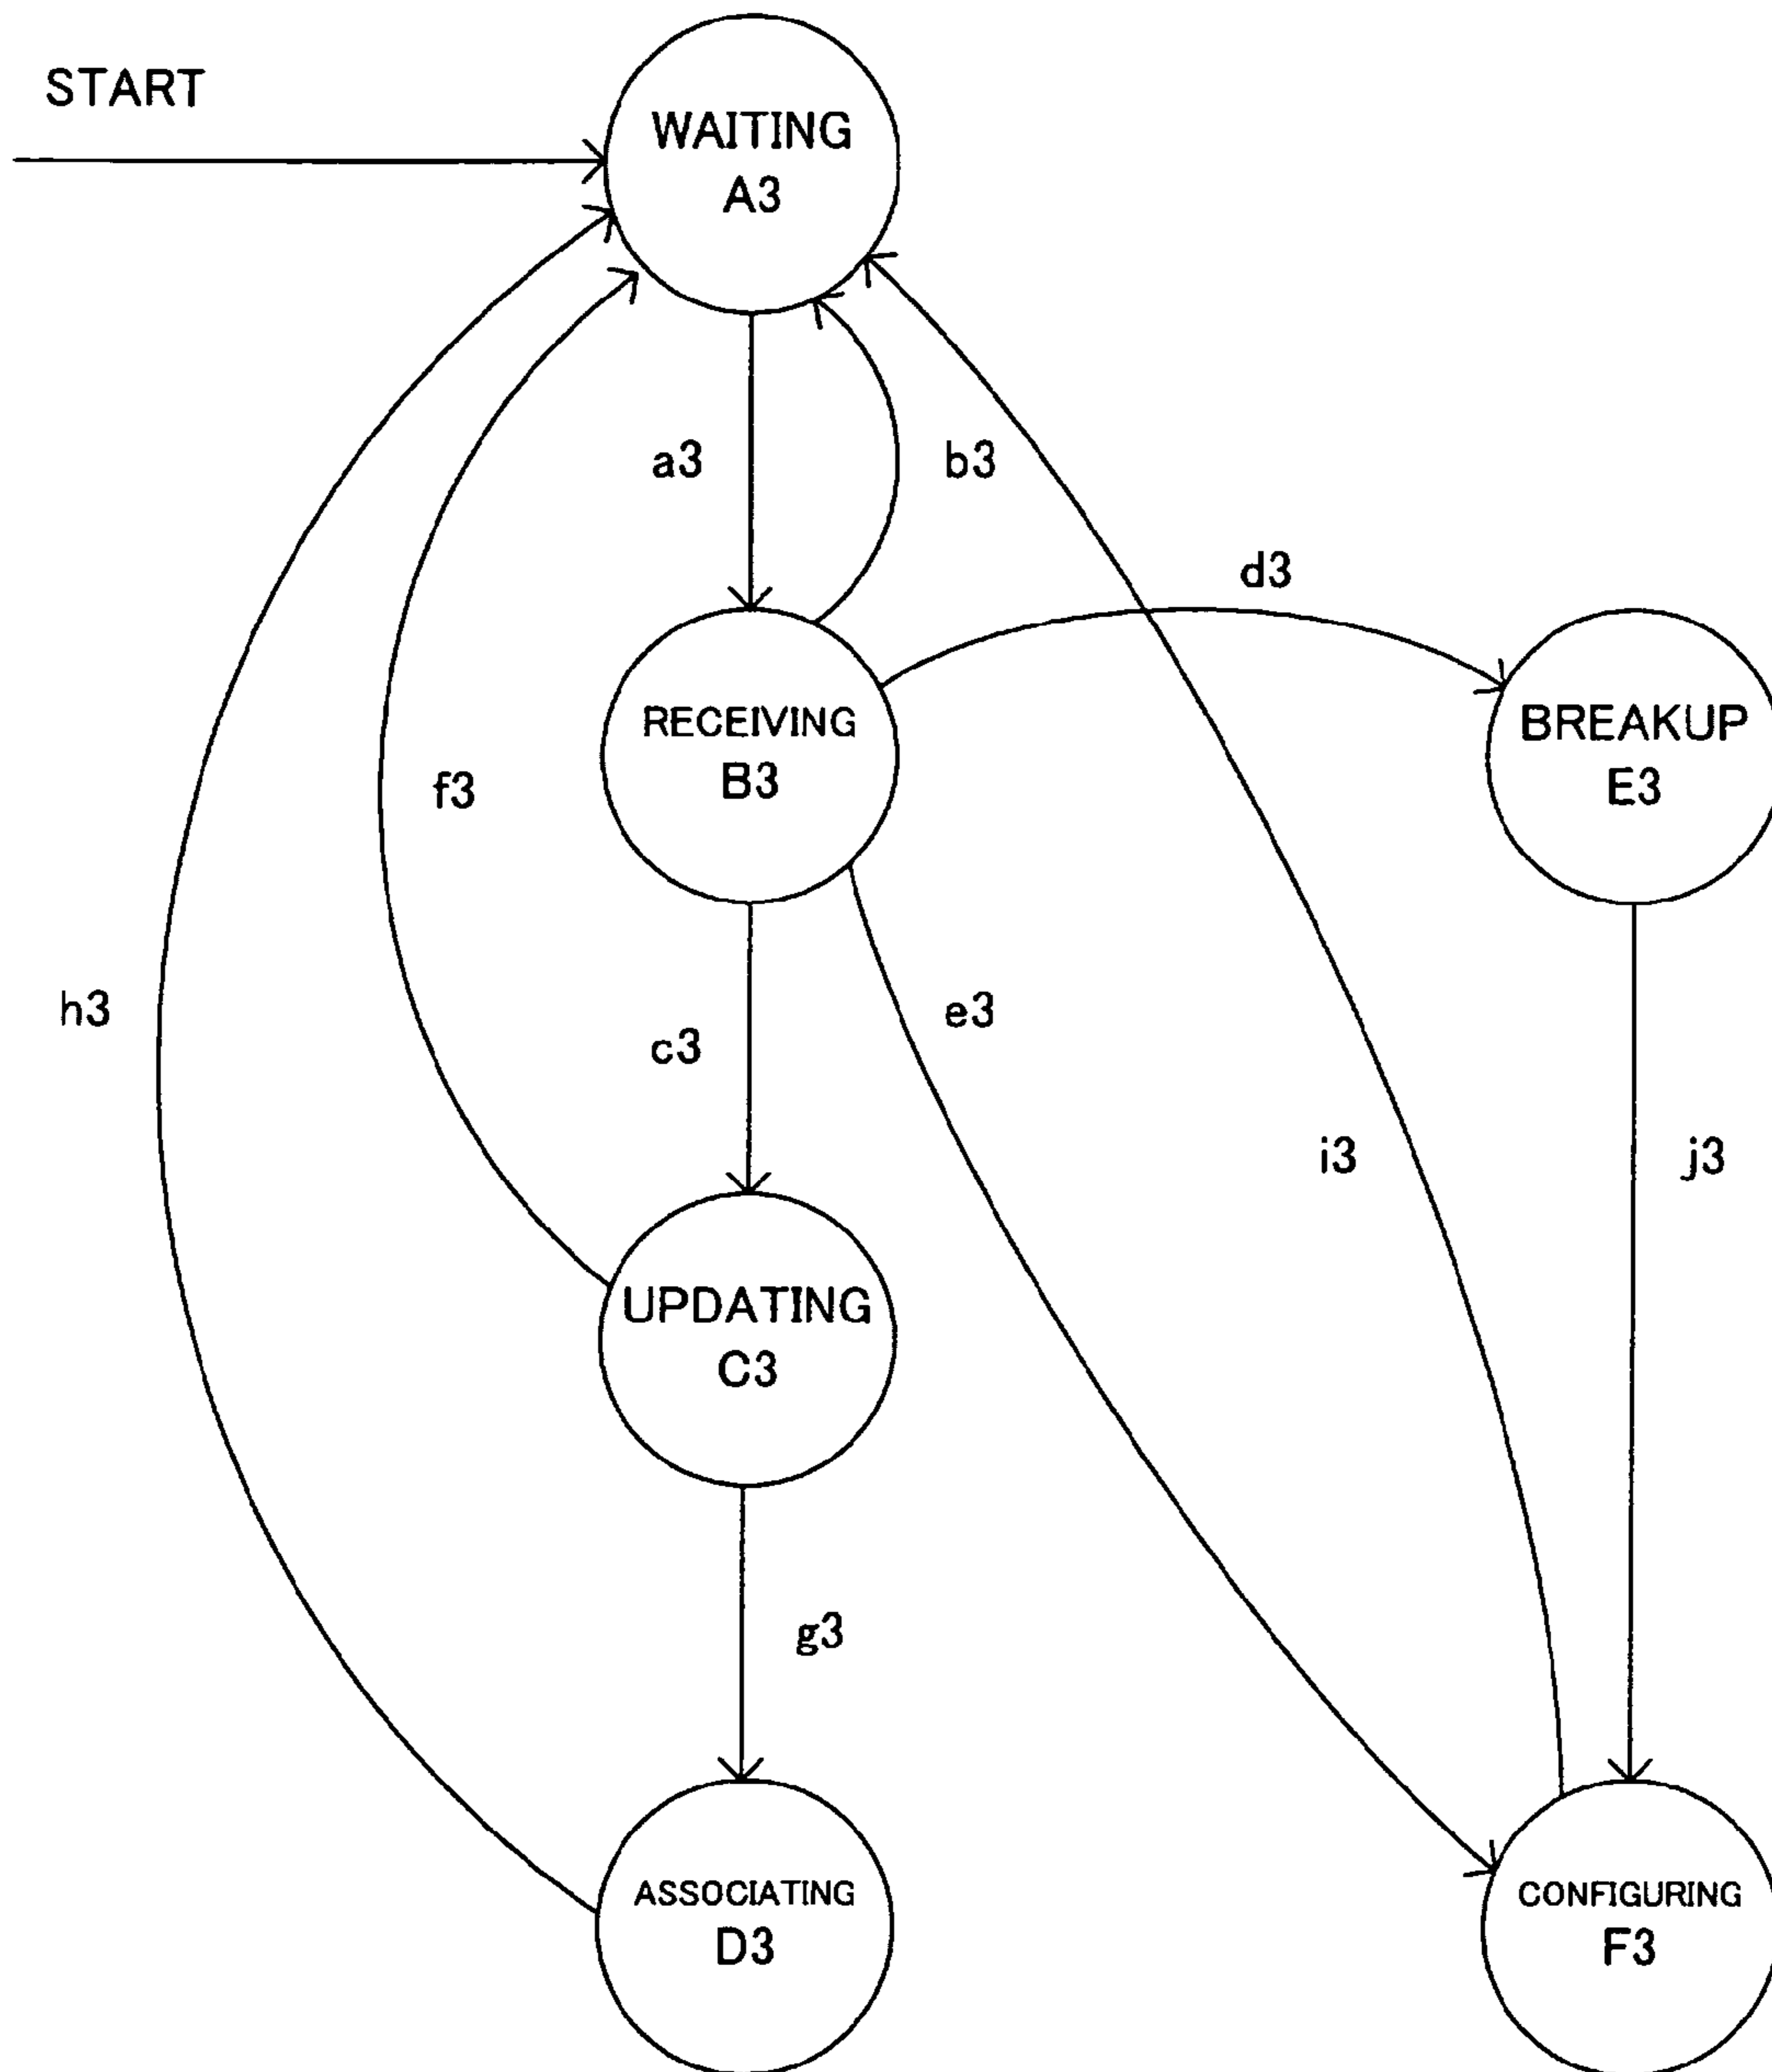 START
WAITING
A3
a3
b3
d3
RECEIVING
B3
BREAKUP
E3
f3
h3
c3
e3
i3
j3
UPDATING
C3
g3
ASSOCIATING
D3
CONFIGURING
F3